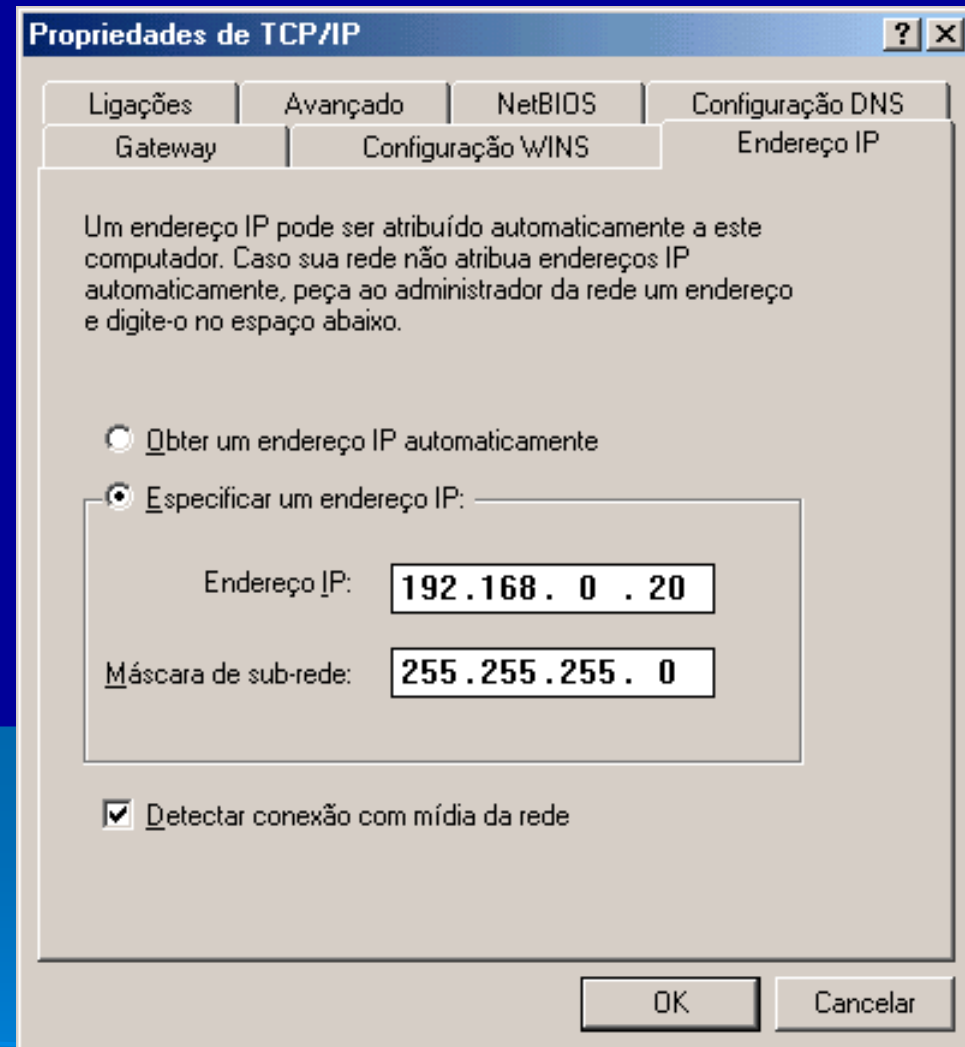 Propriedades de TCP/IP
Ligações Avançado NetBIOS Configuração DNS
Gateway Configuração WINS Endereço IP
Um endereço IP pode ser atribuído automaticamente a este
computador. Caso sua rede não atribua endereços IP
automaticamente, peça ao administrador da rede um endereço
e digite-o no espaço abaixo.
Obter um endereço IP automaticamente
Especificar um endereço IP:
Endereço IP: 192.168. 0 .20
Máscara de sub-rede: 255.255.255. 0
Detectar conexão com mídia da rede
OK Cancelar